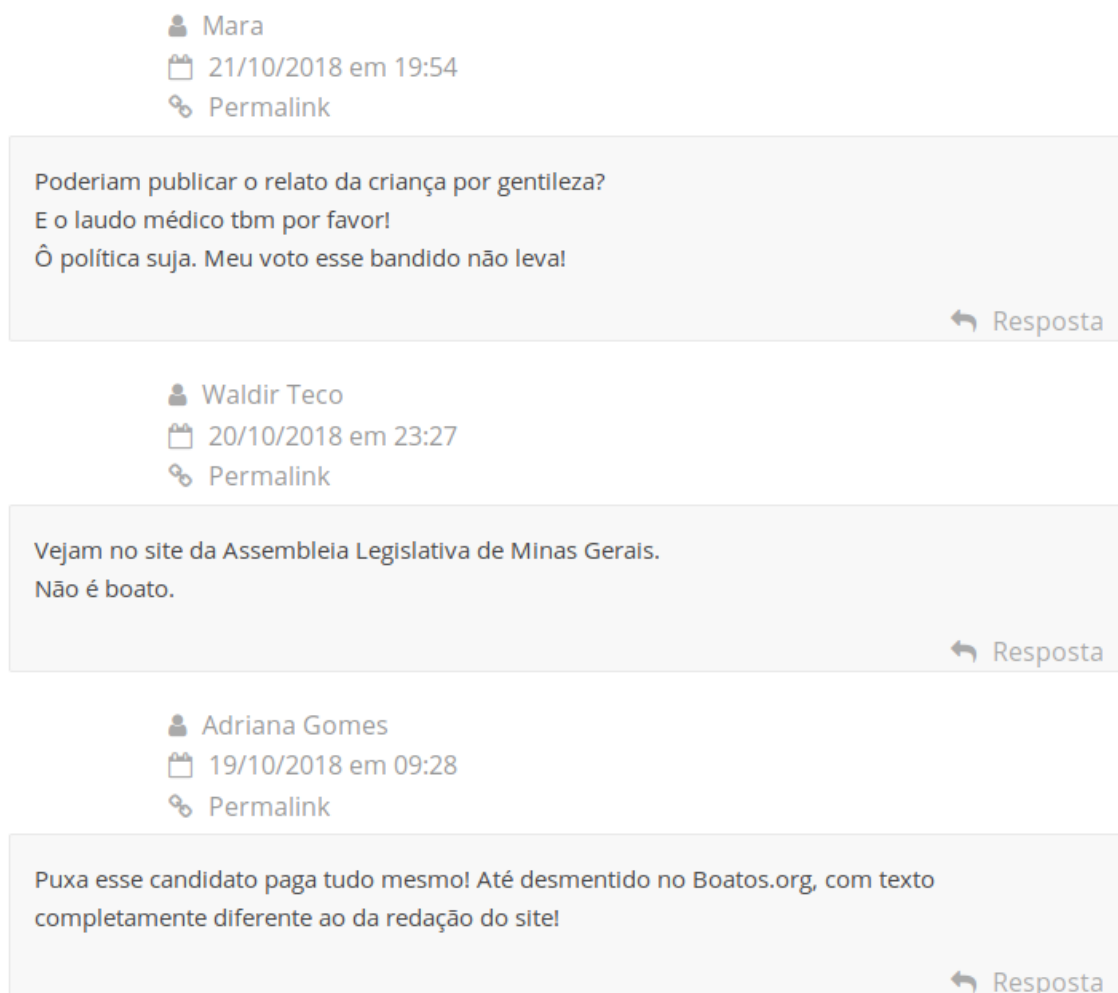 Mara
21/10/2018 em 19:54
Permalink
Poderiam publicar o relato da criança por gentileza?
E o laudo médico tbm por favor!
Ô política suja. Meu voto esse bandido não leva!
Resposta
Waldir Teco
20/10/2018 em 23:27
Permalink
Vejam no site da Assembleia Legislativa de Minas Gerais.
Não é boato.
Resposta
Adriana Gomes
19/10/2018 em 09:28
Permalink
Puxa esse candidato paga tudo mesmo! Até desmentido no Boatos.org, com texto
completamente diferente ao da redação do site!
Resposta